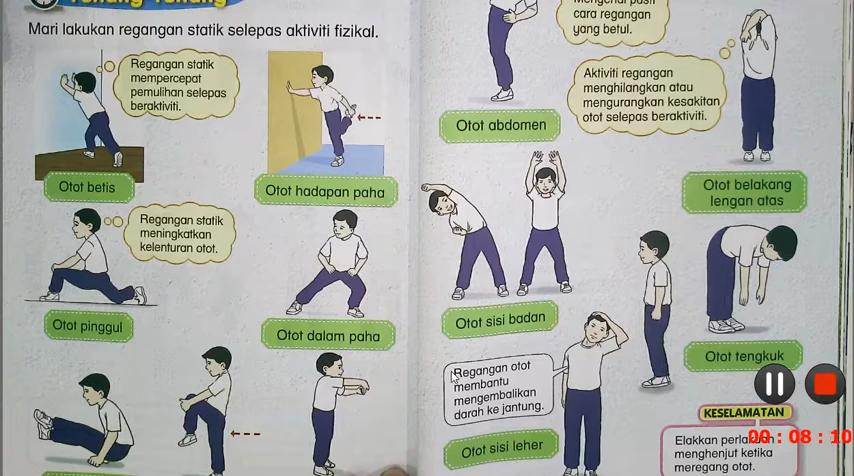 Mari lakukan regangan statik selepas aktiviti fizikal.
Regangan statik
mempercepat
pemulihan selepas
beraktiviti.
Otot betis
Otot hadapan paha
Regangan statik
meningkatkan
kelenturan otot.
Otot pinggul
Otot dalam paha
cara regangan
yang betul.
Otot abdomen
Aktiviti regangan
menghilangkan atau
mengurangkan kesakitan
otot selepas beraktiviti.
Otot belakang
lengan atas
Otot sisi badan
Otot tengkuk
Regangan otot
membantu
mengembalikan
darah ke jantung.
Otot sisi leher
KESELAMATAN
Elakkan
menghenjut ketika
meregang otot.
00:08:10